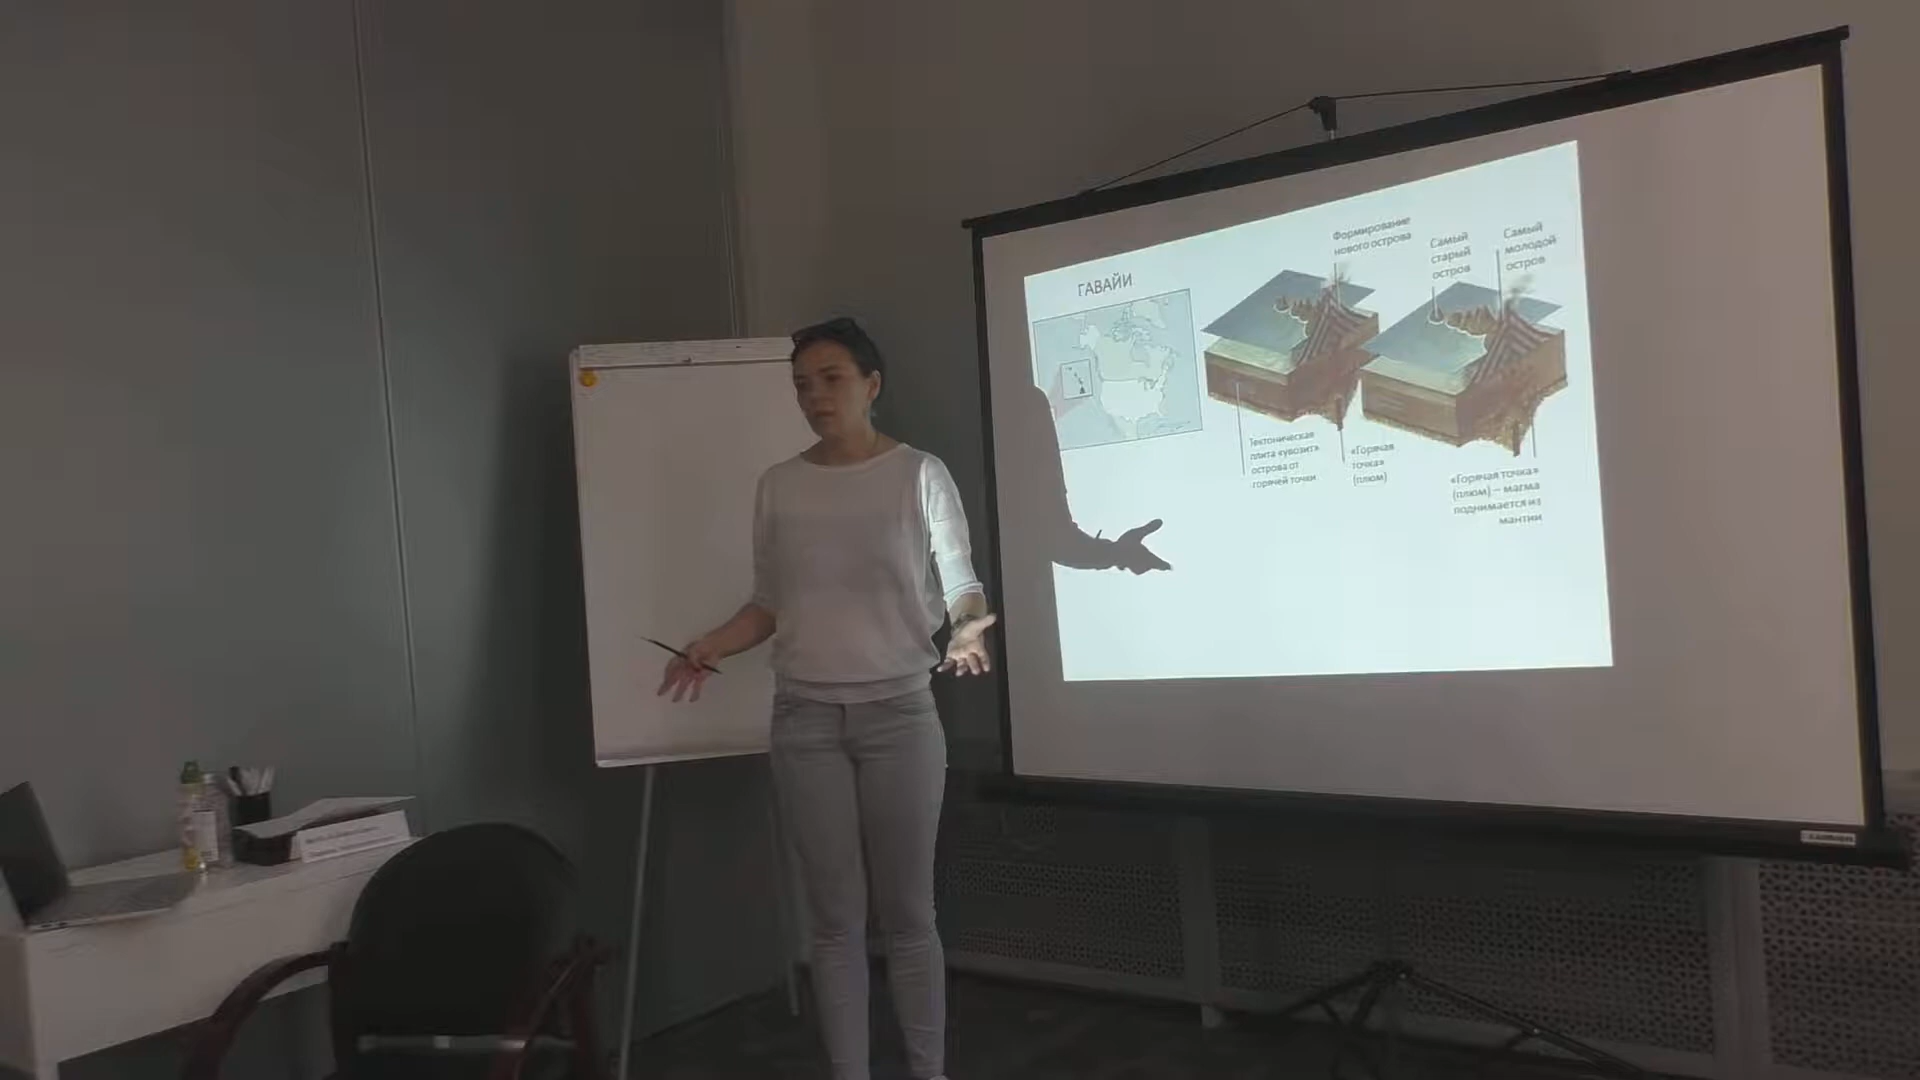 ГАВАЙИ
Формирование
нового острова
Самый
старый
остров
Самый
молодой
остров
Тектоническая
плита «увозит»
острова от
горячей точки
«Горячая
точка»
(плюм)
«Горячая точка»
(плюм) – магма
поднимается из
мантии